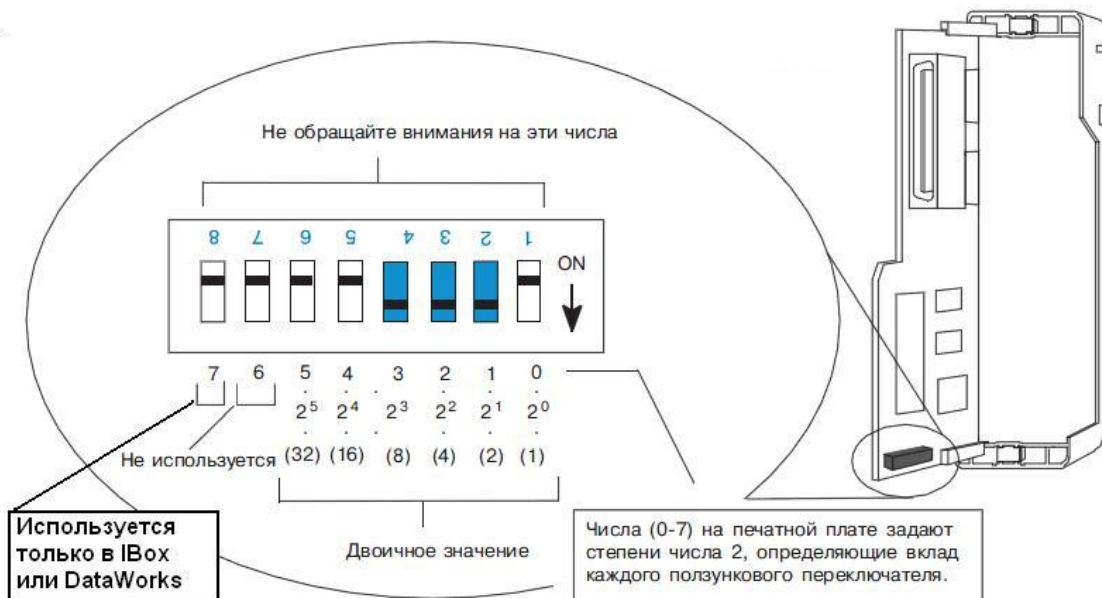 Не обращайте внимания на эти числа
8 7 6 5 4 3 2 1
ON
7 6 5 4 3 2 1 0
2⁵ 2⁴ 2³ 2² 2¹ 2⁰
Не используется (32) (16) (8) (4) (2) (1)
Используется
только в IBox
или DataWorks
Двоичное значение
Числа (0-7) на печатной плате задают
степени числа 2, определяющие вклад
каждого ползункового переключателя.